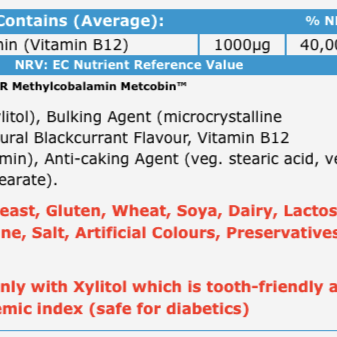 Contains (Average): % N
min (Vitamin B12) 1000µg 40,00
NRV: EC Nutrient Reference Value
R Methylcobalamin Metcobin™
ylitol), Bulking Agent (microcrystalline
ural Blackcurrant Flavour, Vitamin B12
min), Anti-caking Agent (veg. stearic acid, ve
earate).
east, Gluten, Wheat, Soya, Dairy, Lactos
ne, Salt, Artificial Colours, Preservatives
nly with Xylitol which is tooth-friendly a
emic index (safe for diabetics)